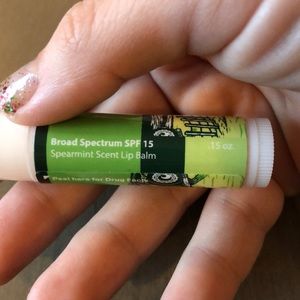 Broad Spectrum SPF 15
Spearmint Scent Lip Balm
.15 oz.
Peel here for Drug Facts